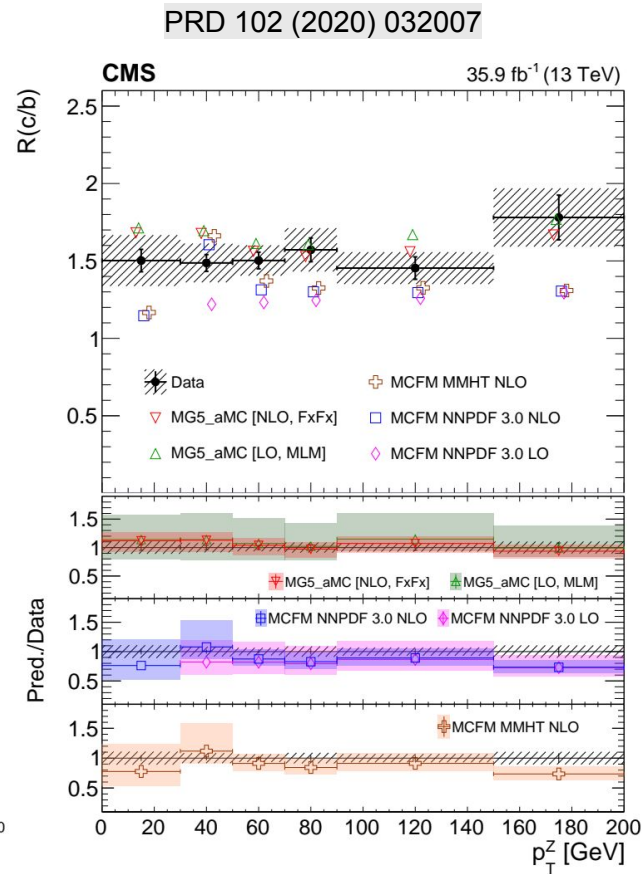 PRD 102 (2020) 032007
CMS 35.9 fb⁻¹ (13 TeV)
R(c/b)
2.5
2
1.5
1
0.5
Data
MG5_aMC [NLO, FxFx]
MG5_aMC [LO, MLM]
MCFM MMHT NLO
MCFM NNPDF 3.0 NLO
MCFM NNPDF 3.0 LO
Pred./Data
1.5
1
0.5
MG5_aMC [NLO, FxFx] MG5_aMC [LO, MLM]
1.5
1
0.5
MCFM NNPDF 3.0 NLO MCFM NNPDF 3.0 LO
1.5
1
0.5
MCFM MMHT NLO
0
0 20 40 60 80 100 120 140 160 180 200
p_T^Z [GeV]